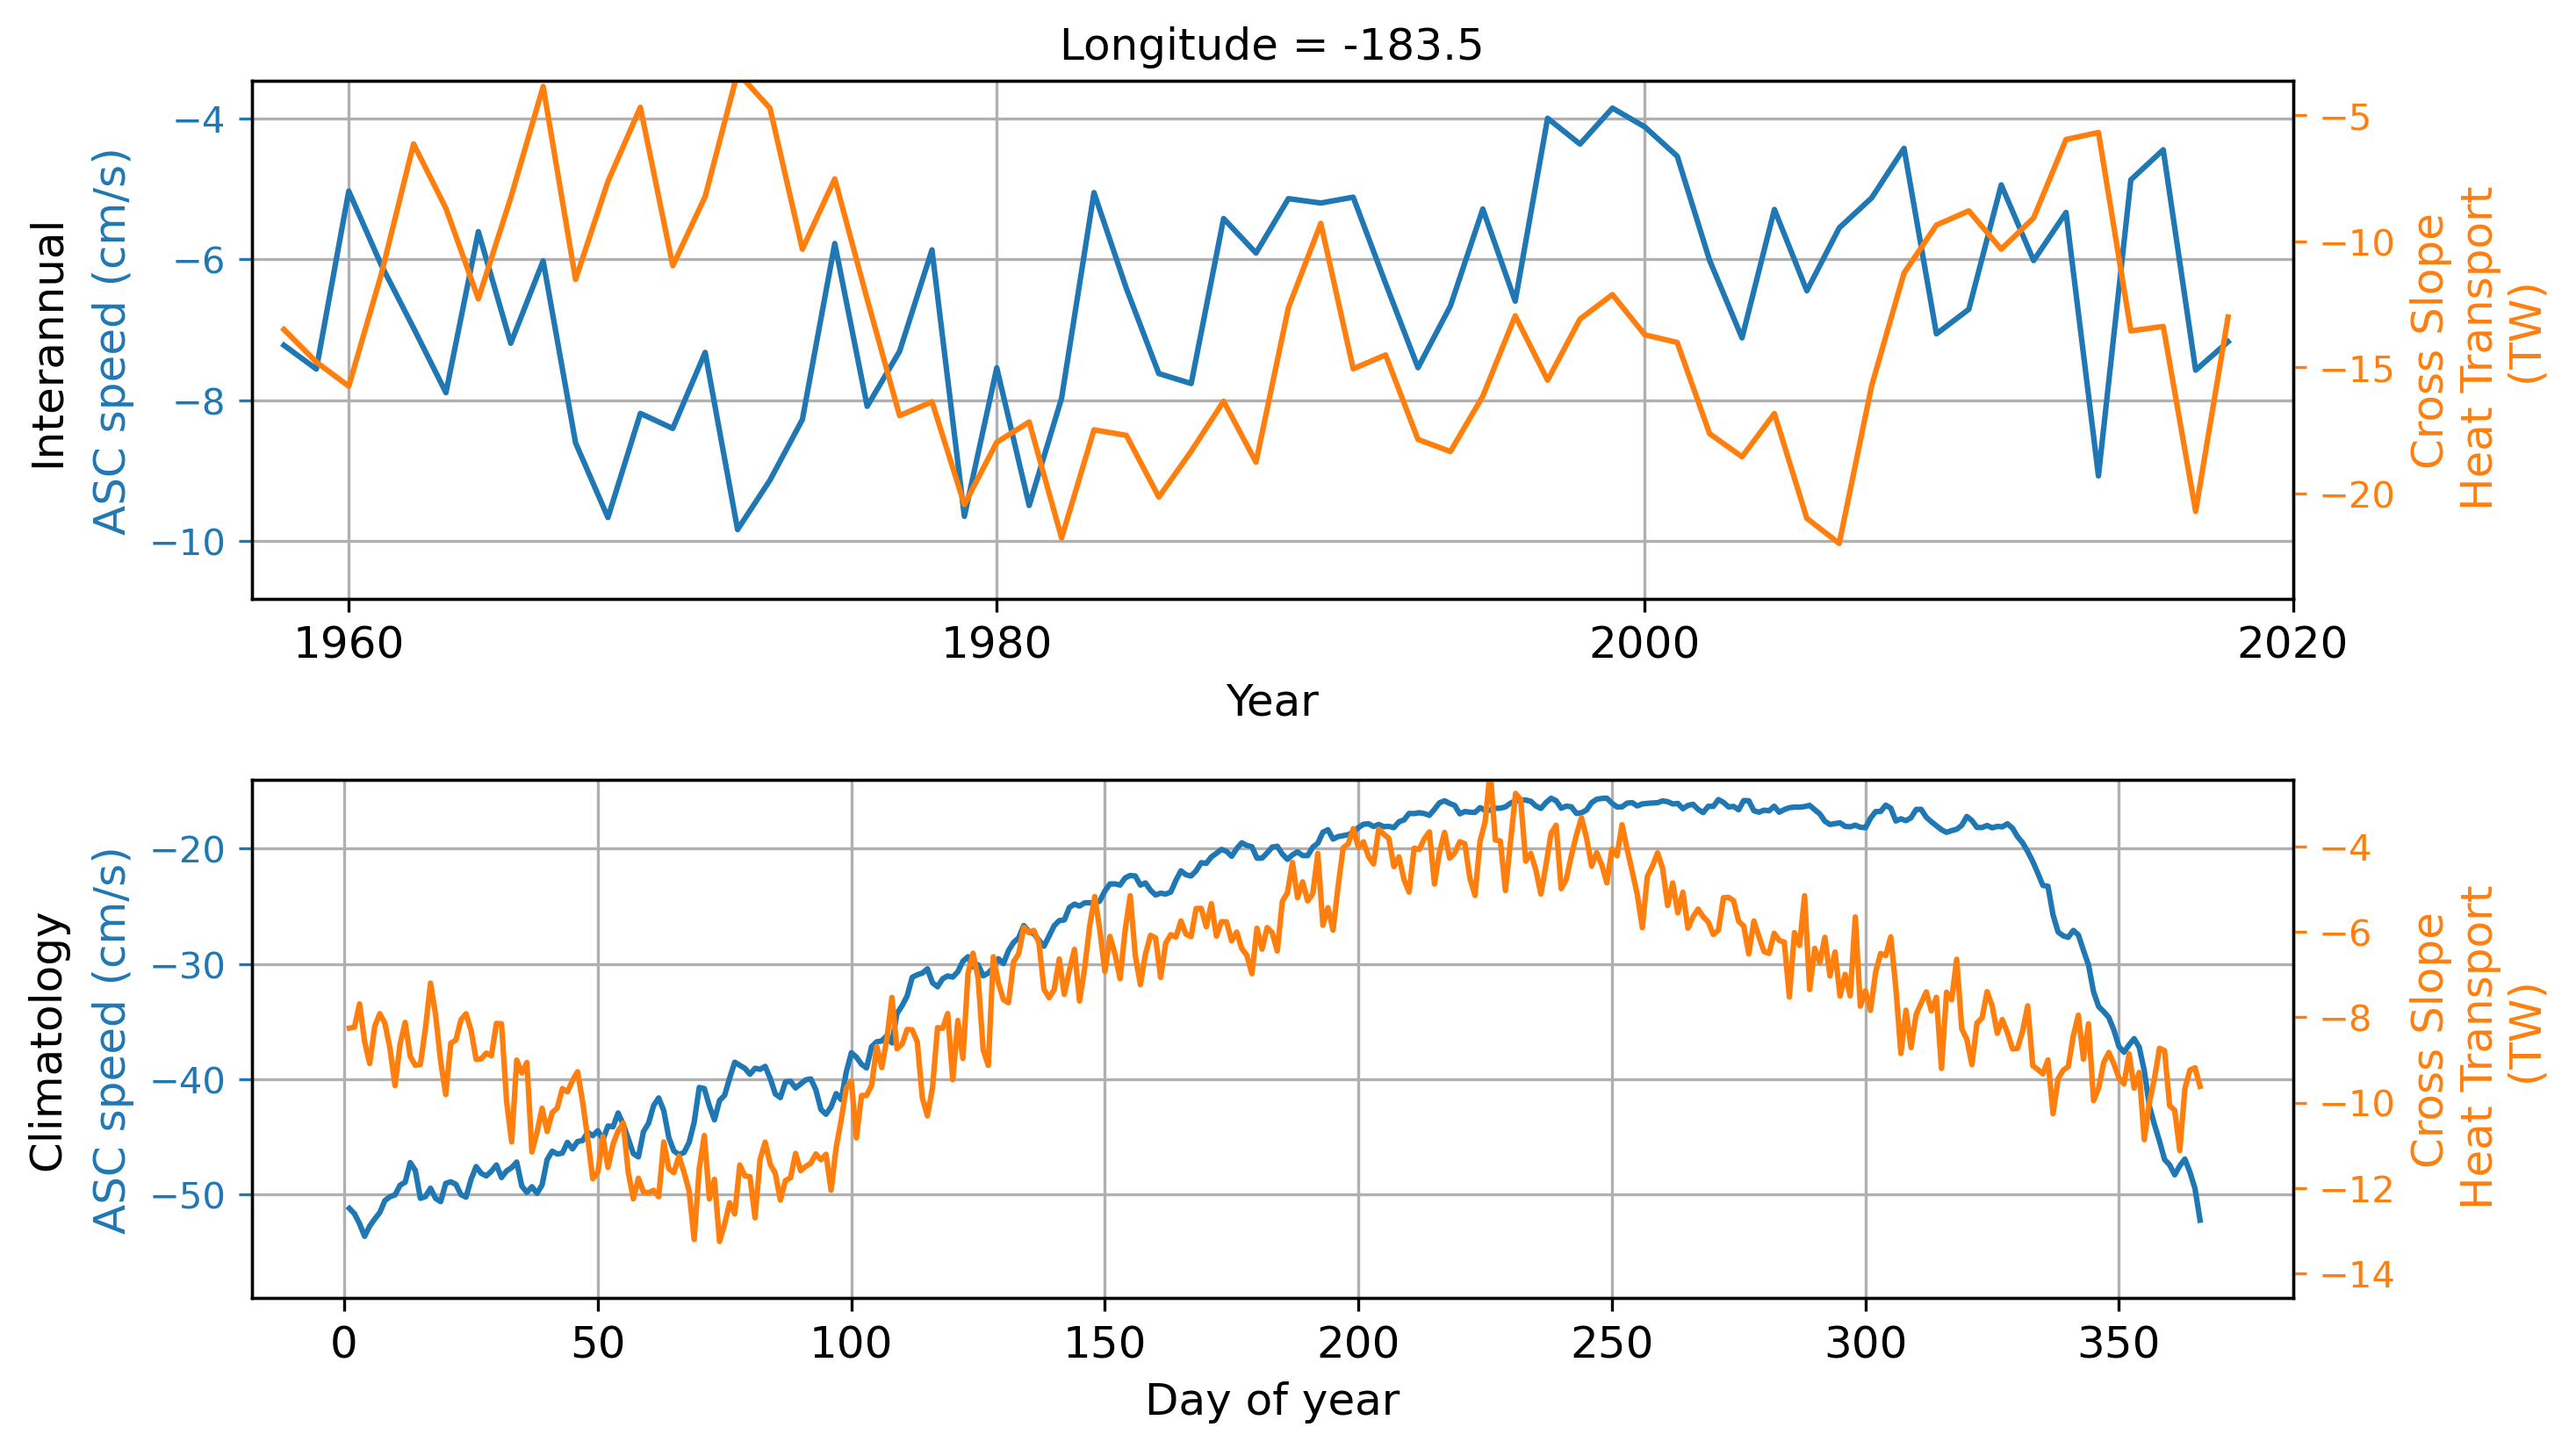 Longitude = -183.5
Interannual
ASC speed (cm/s)
−4
−6
−8
−10
−5
−10
−15
−20
Cross Slope
Heat Transport
(TW)
1960
1980
2000
2020
Year
Climatology
ASC speed (cm/s)
−20
−30
−40
−50
−4
−6
−8
−10
−12
−14
Cross Slope
Heat Transport
(TW)
0
50
100
150
200
250
300
350
Day of year